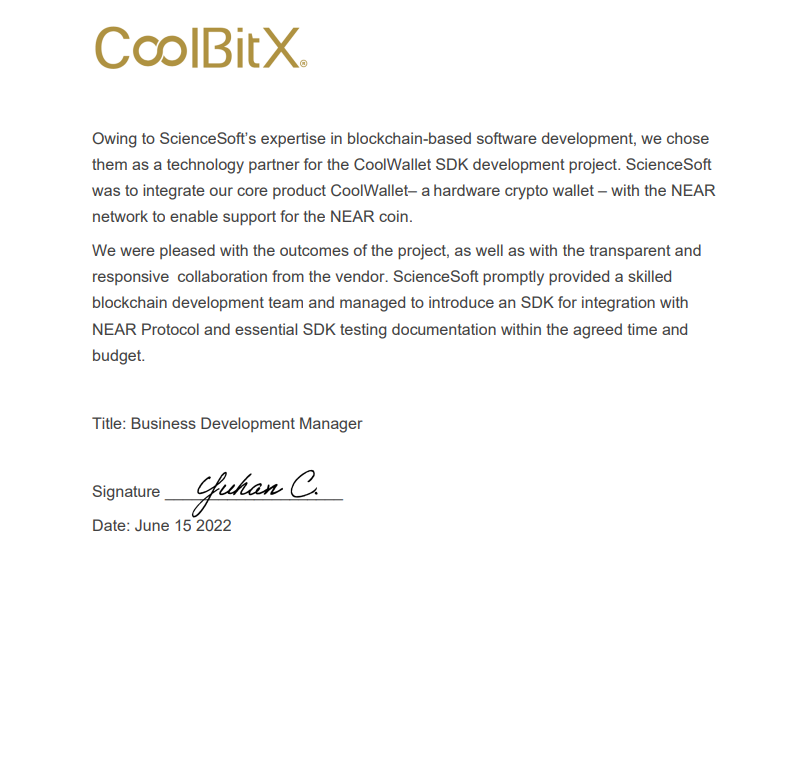 CoolBitX®
Owing to ScienceSoft’s expertise in blockchain-based software development, we chose
them as a technology partner for the CoolWallet SDK development project. ScienceSoft
was to integrate our core product CoolWallet– a hardware crypto wallet – with the NEAR
network to enable support for the NEAR coin.
We were pleased with the outcomes of the project, as well as with the transparent and
responsive  collaboration from the vendor. ScienceSoft promptly provided a skilled
blockchain development team and managed to introduce an SDK for integration with
NEAR Protocol and essential SDK testing documentation within the agreed time and
budget.
Title: Business Development Manager
Signature Yuhan C.
Date: June 15 2022